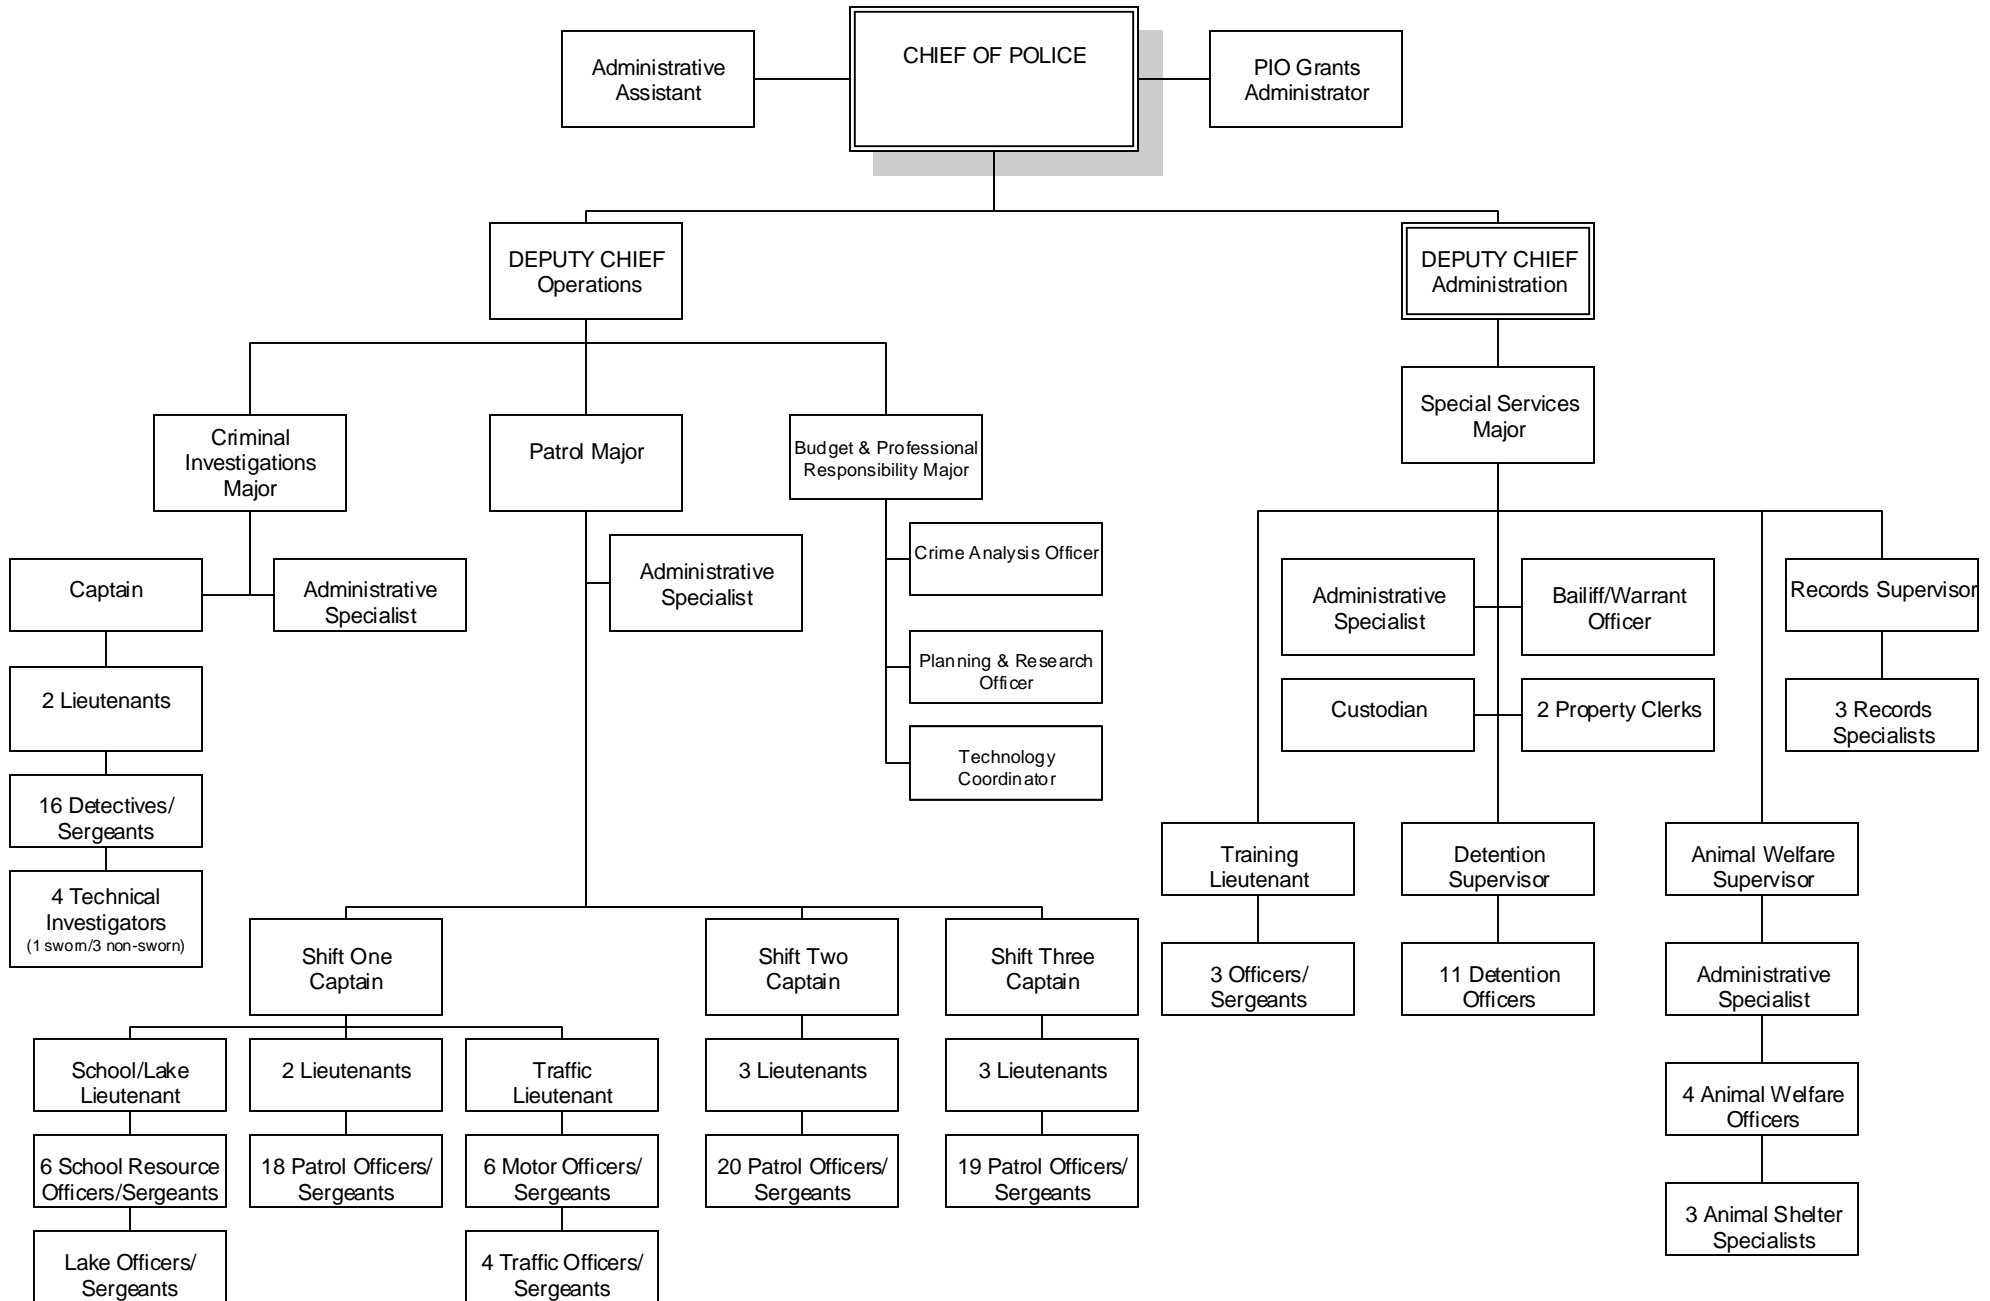 Administrative
Assistant
CHIEF OF POLICE
PIO Grants
Administrator
DEPUTY CHIEF
Operations
DEPUTY CHIEF
Administration
Criminal
Investigations
Major
Patrol Major
Budget & Professional
Responsibility Major
Special Services
Major
Captain
Administrative
Specialist
Administrative
Specialist
Crime Analysis Officer
Planning & Research
Officer
Technology
Coordinator
2 Lieutenants
16 Detectives/
Sergeants
4 Technical
Investigators
(1 sworn/3 non-sworn)
Administrative
Specialist
Bailiff/Warrant
Officer
Records Supervisor
Custodian
2 Property Clerks
3 Records
Specialists
Training
Lieutenant
Detention
Supervisor
Animal Welfare
Supervisor
3 Officers/
Sergeants
11 Detention
Officers
Administrative
Specialist
4 Animal Welfare
Officers
3 Animal Shelter
Specialists
Shift One
Captain
Shift Two
Captain
Shift Three
Captain
School/Lake
Lieutenant
2 Lieutenants
Traffic
Lieutenant
3 Lieutenants
3 Lieutenants
6 School Resource
Officers/Sergeants
18 Patrol Officers/
Sergeants
6 Motor Officers/
Sergeants
20 Patrol Officers/
Sergeants
19 Patrol Officers/
Sergeants
Lake Officers/
Sergeants
4 Traffic Officers/
Sergeants